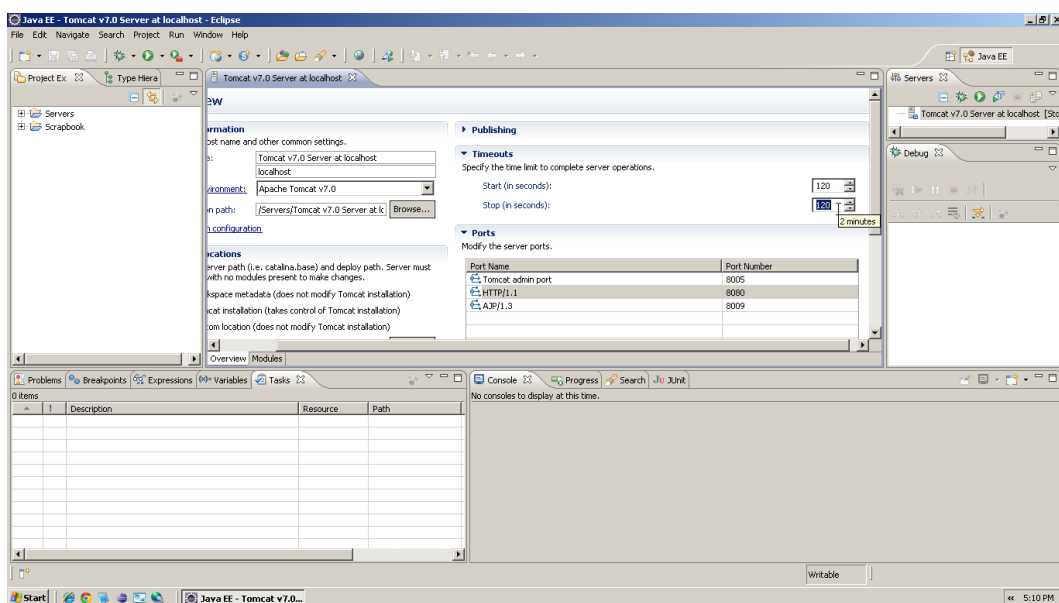 Java EE - Tomcat v7.0 Server at localhost - Eclipse
File Edit Navigate Search Project Run Window Help
Java EE
Project Ex
Type Hiera
Tomcat v7.0 Server at localhost
Servers
Servers
Scrapbook
ew
Tomcat v7.0 Server at localhost [Sto
Debug
ormation
ost name and other common settings.
e:
Tomcat v7.0 Server at localhost
localhost
vironment:
Apache Tomcat v7.0
n path:
/Servers/Tomcat v7.0 Server at lc
Browse...
h configuration
ocations
erver path (i.e. catalina.base) and deploy path. Server must
with no modules present to make changes.
kspace metadata (does not modify Tomcat installation)
cat installation (takes control of Tomcat installation)
om location (does not modify Tomcat installation)
Publishing
Timeouts
Specify the time limit to complete server operations.
Start (in seconds):
120
Stop (in seconds):
120
2 minutes
Ports
Modify the server ports.
Port Name
Port Number
Tomcat admin port
8005
HTTP/1.1
8080
AJP/1.3
8009
Overview
Modules
Problems
Breakpoints
Expressions
Variables
Tasks
0 items
!
Description
Resource
Path
Console
Progress
Search
JUnit
No consoles to display at this time.
Writable
Start
Java EE - Tomcat v7.0...
5:10 PM